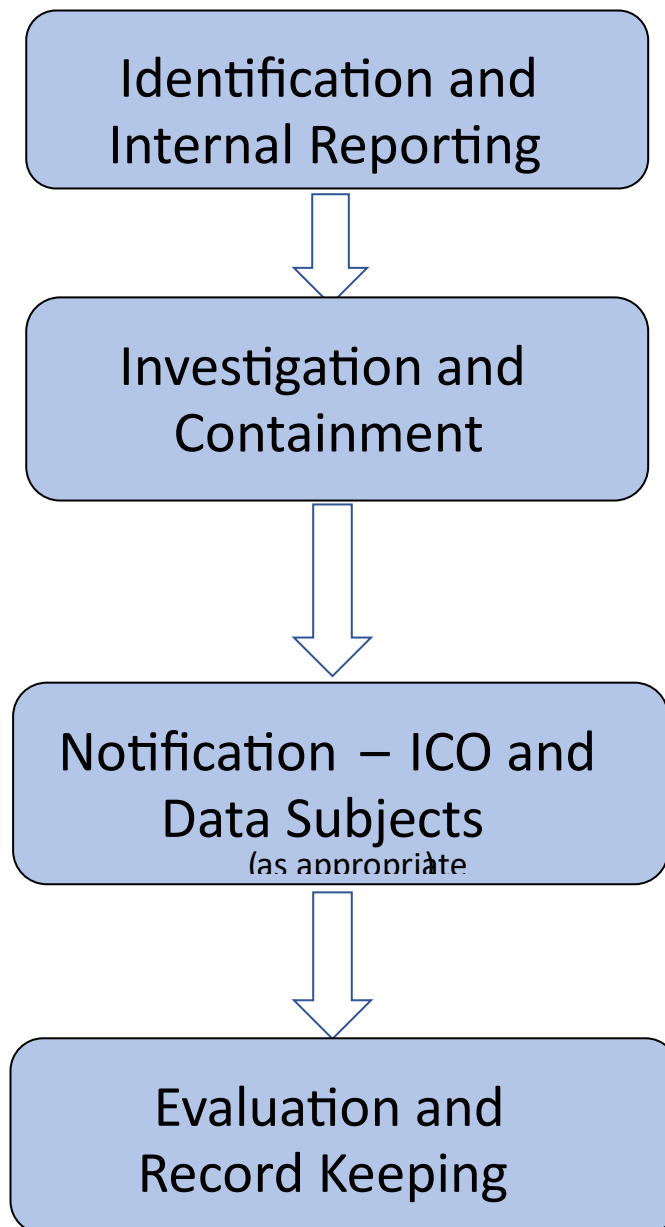 Identification and
Internal Reporting
Investigation and
Containment
Notification – ICO and
Data Subjects
(as appropriate)
Evaluation and
Record Keeping